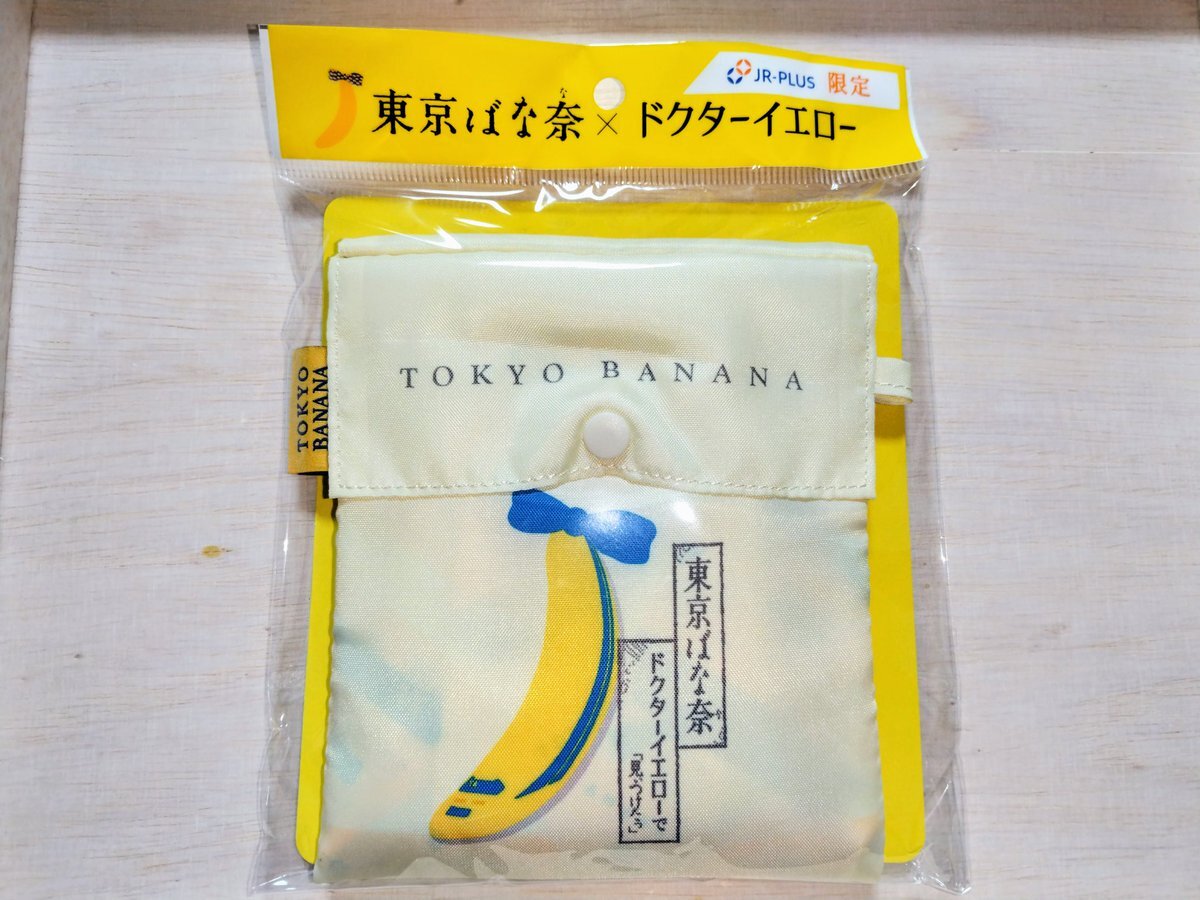 JR-PLUS 限定
東京ばな奈×ドクターイエロー
な
TOKYO BANANA
TOKYO
BANANA
東京ばな奈
ドクターイエローで
「見ぃつけたっ」